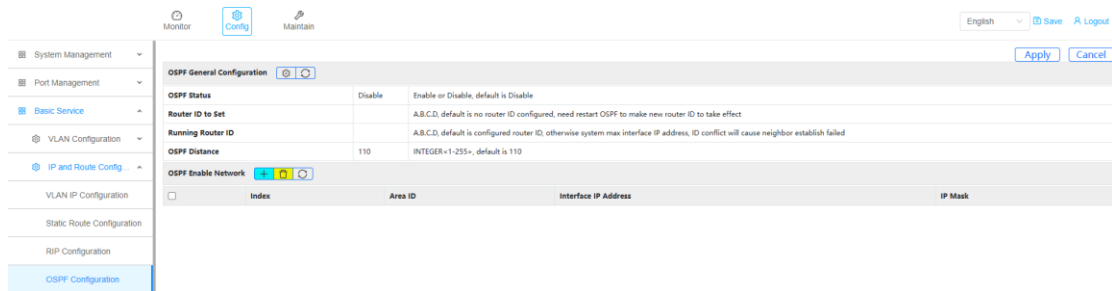 Monitor Config Maintain English Save Logout
System Management
Port Management
Basic Service
VLAN Configuration
IP and Route Config...
VLAN IP Configuration
Static Route Configuration
RIP Configuration
OSPF Configuration
Apply Cancel
OSPF General Configuration
OSPF Status Disable Enable or Disable, default is Disable
Router ID to Set A.B.C.D, default is no router ID configured, need restart OSPF to make new router ID to take effect
Running Router ID A.B.C.D, default is configured router ID, otherwise system max interface IP address, ID conflict will cause neighbor establish failed
OSPF Distance 110 INTEGER<1-255>, default is 110
OSPF Enable Network
Index Area ID Interface IP Address IP Mask